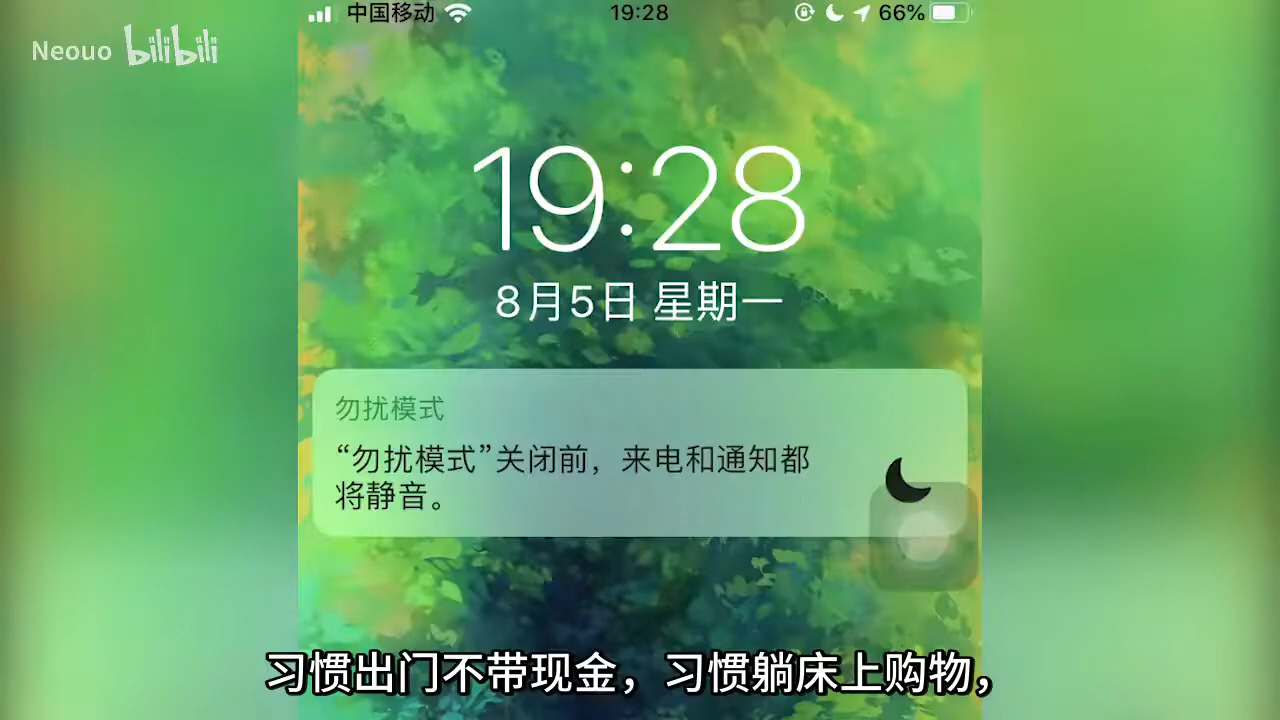 中国移动
19:28
66%
Neouo bilibili
19:28
8月5日 星期一
勿扰模式
“勿扰模式”关闭前，来电和通知都
将静音。
习惯出门不带现金，习惯躺床上购物，